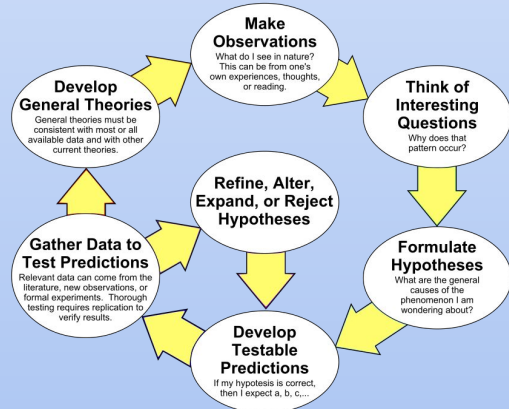 Make
Observations
What do I see in nature?
This can be from one's
own experiences, thoughts,
or reading.
Think of
Interesting
Questions
Why does that
pattern occur?
Formulate
Hypotheses
What are the general
causes of the
phenomenon I am
wondering about?
Develop
Testable
Predictions
If my hypotesis is correct,
then I expect a, b, c,...
Gather Data to
Test Predictions
Relevant data can come from the
literature, new observations, or
formal experiments. Thorough
testing requires replication to
verify results.
Refine, Alter,
Expand, or Reject
Hypotheses
Develop
General Theories
General theories must be
consistent with most or all
available data and with other
current theories.